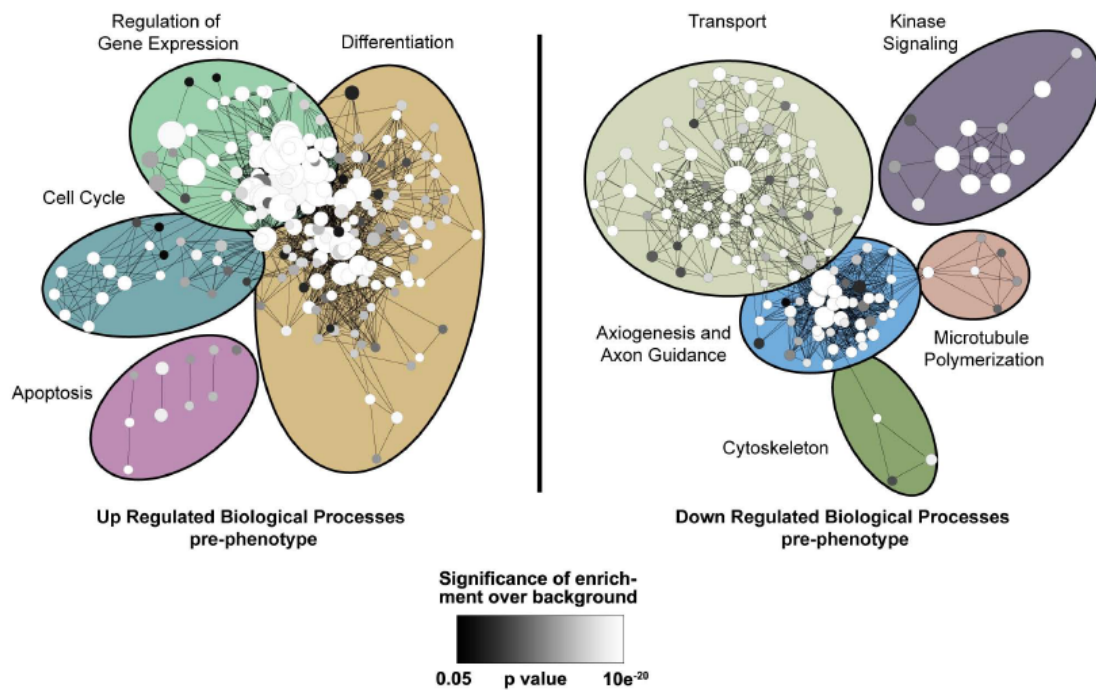 Regulation of
Gene Expression
Differentiation
Cell Cycle
Apoptosis
Up Regulated Biological Processes
pre-phenotype
Transport
Kinase
Signaling
Axiogenesis and
Axon Guidance
Microtubule
Polymerization
Cytoskeleton
Down Regulated Biological Processes
pre-phenotype
Significance of enrich-
ment over background
0.05 p value 10e-20